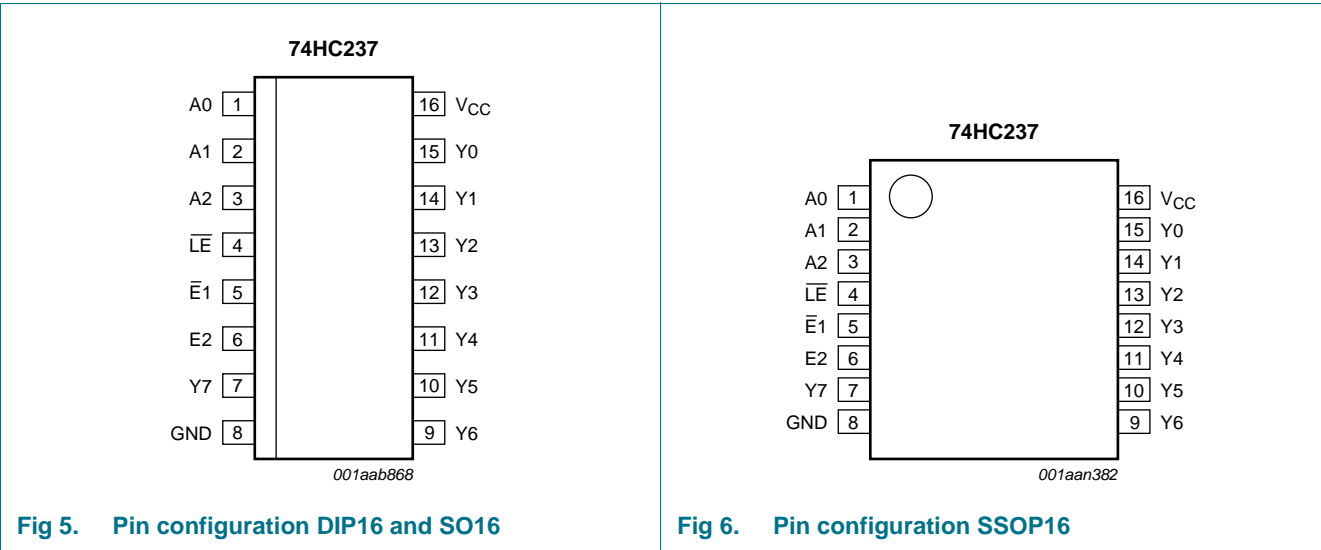 74HC237
A0 1 16 VCC
A1 2 15 Y0
A2 3 14 Y1
L̅E̅ 4 13 Y2
E̅1 5 12 Y3
E2 6 11 Y4
Y7 7 10 Y5
GND 8 9 Y6
001aab868
Fig 5. Pin configuration DIP16 and SO16
74HC237
A0 1 16 VCC
A1 2 15 Y0
A2 3 14 Y1
L̅E̅ 4 13 Y2
E̅1 5 12 Y3
E2 6 11 Y4
Y7 7 10 Y5
GND 8 9 Y6
001aan382
Fig 6. Pin configuration SSOP16